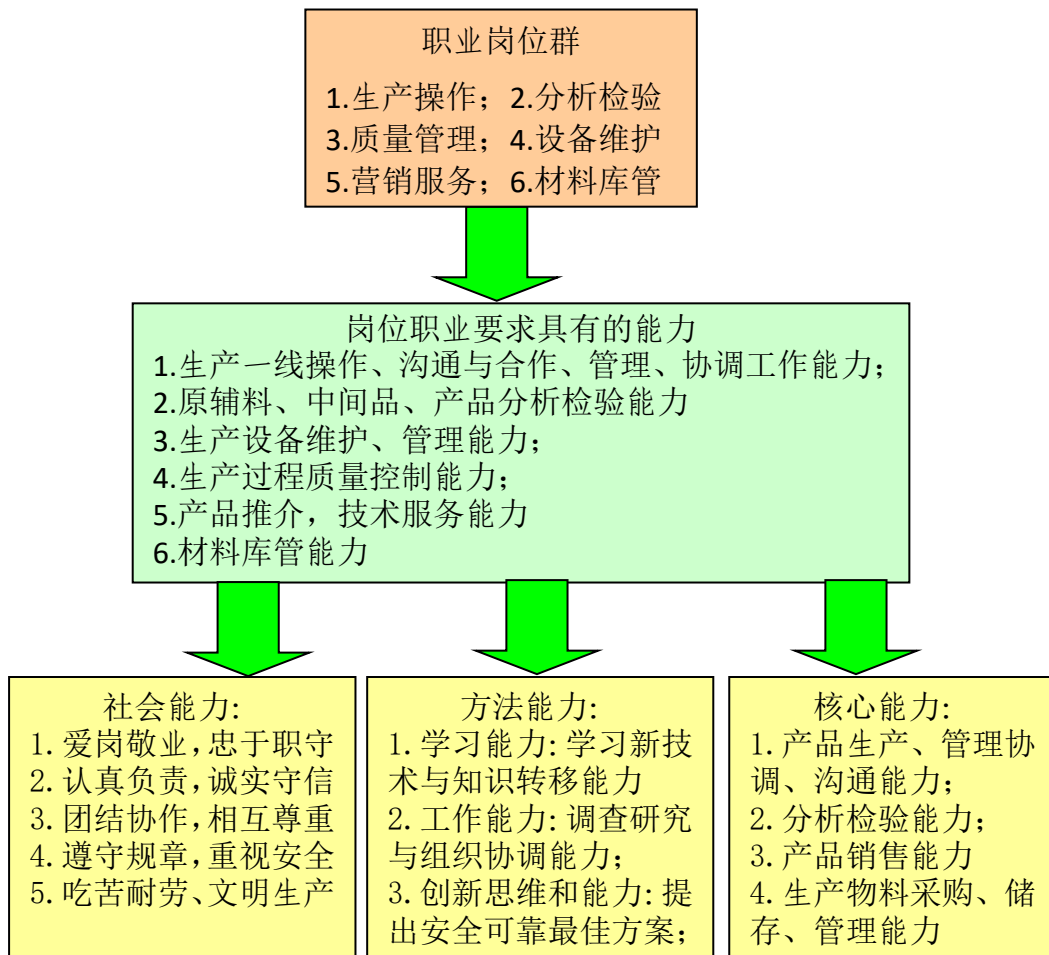 职业岗位群
1.生产操作；2.分析检验
3.质量管理；4.设备维护
5.营销服务；6.材料库管
岗位职业要求具有的能力
1.生产一线操作、沟通与合作、管理、协调工作能力；
2.原辅料、中间品、产品分析检验能力
3.生产设备维护、管理能力；
4.生产过程质量控制能力；
5.产品推介，技术服务能力
6.材料库管能力
社会能力:
1.爱岗敬业,忠于职守
2.认真负责,诚实守信
3.团结协作,相互尊重
4.遵守规章,重视安全
5.吃苦耐劳、文明生产
方法能力:
1.学习能力:学习新技
术与知识转移能力
2.工作能力:调查研究
与组织协调能力；
3.创新思维和能力:提
出安全可靠最佳方案；
核心能力:
1.产品生产、管理协
调、沟通能力；
2.分析检验能力；
3.产品销售能力
4.生产物料采购、储
存、管理能力